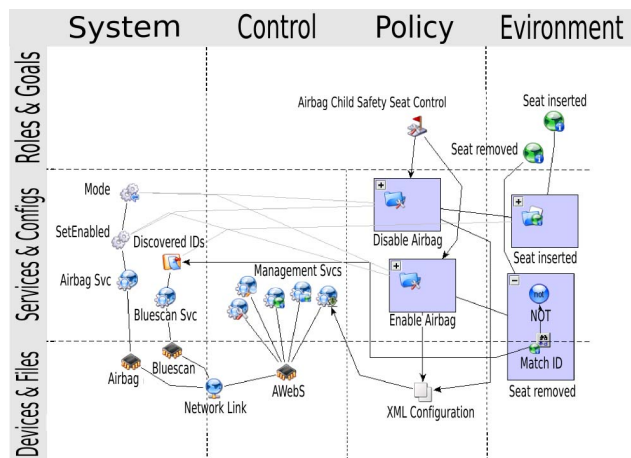 System
Control
Policy
Evironment
Roles & Goals
Airbag Child Safety Seat Control
Seat inserted
Seat removed
Services & Configs
Mode
SetEnabled
Discovered IDs
Airbag Svc
Bluescan Svc
Management Svcs
Disable Airbag
Enable Airbag
Seat inserted
not
NOT
Devices & Files
Airbag
Bluescan
Network Link
AWebS
XML Configuration
Match ID
Seat removed